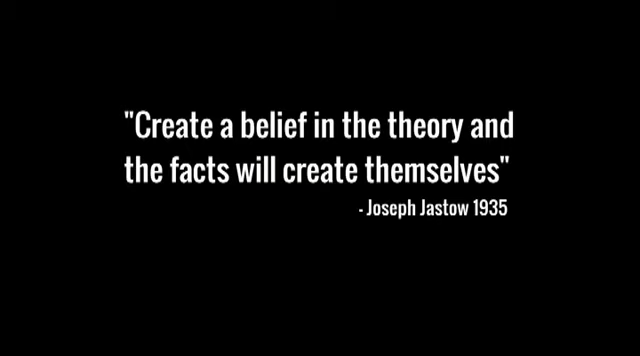 "Create a belief in the theory and
the facts will create themselves"
- Joseph Jastow 1935